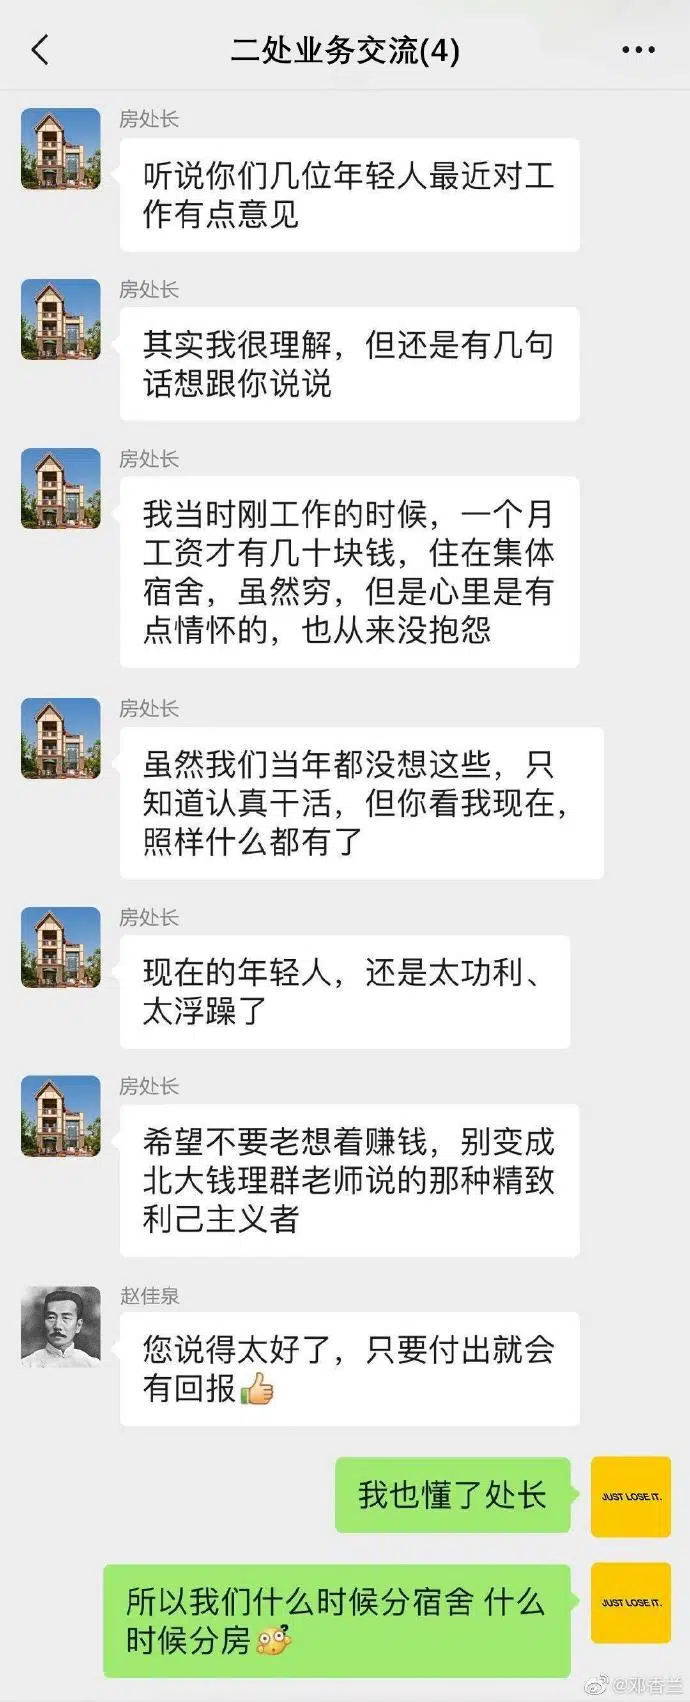 二处业务交流(4)
房处长
听说你们几位年轻人最近对工
作有点意见
房处长
其实我很理解，但还是有几句
话想跟你说说
房处长
我当时刚工作的时候，一个月
工资才有几十块钱，住在集体
宿舍，虽然穷，但是心里是有
点情怀的，也从来没抱怨
房处长
虽然我们当年都没想这些，只
知道认真干活，但你看我现在，
照样什么都有了
房处长
现在的年轻人，还是太功利、
太浮躁了
房处长
希望不要老想着赚钱，别变成
北大钱理群老师说的那种精致
利己主义者
赵佳泉
您说得太好了，只要付出就会
有回报👍
我也懂了处长
JUST LOSE IT.
所以我们什么时候分宿舍 什么
时候分房
JUST LOSE IT.
@邓香兰